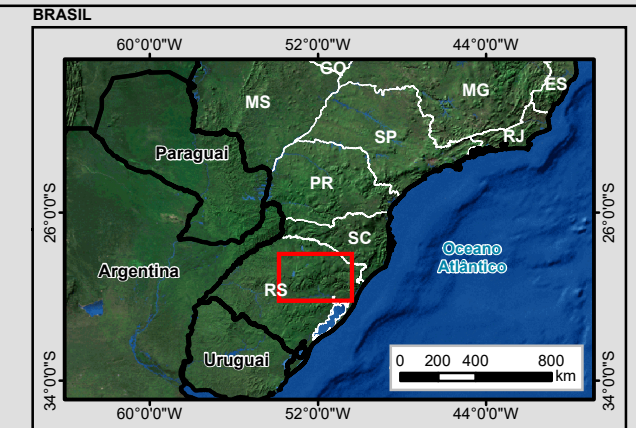 BRASIL
60°0'0"W 52°0'0"W 44°0'0"W
GO
MG
ES
MS
SP
RJ
Paraguai
PR
26°0'0"S
26°0'0"S
SC
Oceano
Atlântico
Argentina
RS
Uruguai
0 200 400 800
km
34°0'0"S
34°0'0"S
60°0'0"W 52°0'0"W 44°0'0"W